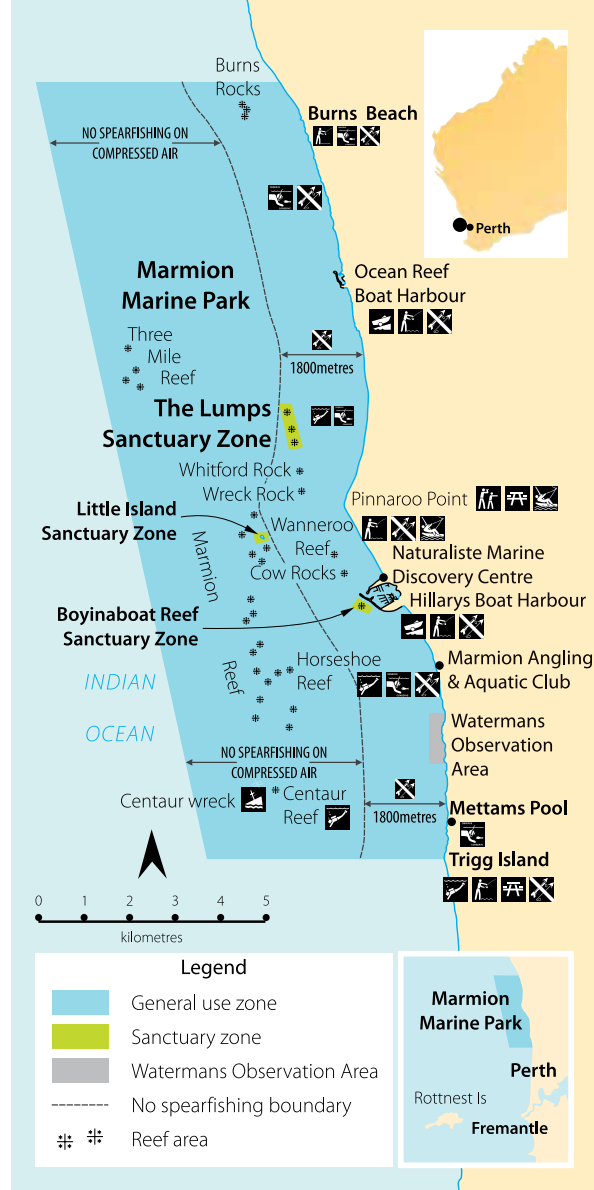 Burns
Rocks
Burns Beach
NO SPEARFISHING ON
COMPRESSED AIR
Perth
Marmion
Marine Park
Ocean Reef
Boat Harbour
Three
Mile
Reef
1800metres
The Lumps
Sanctuary Zone
Whitford Rock
Wreck Rock
Pinnaroo Point
Little Island
Sanctuary Zone
Wanneroo
Reef
Marmion
Reef
Cow Rocks
Naturaliste Marine
Discovery Centre
Hillarys Boat Harbour
Boyinaboat Reef
Sanctuary Zone
Horseshoe
Reef
Marmion Angling
& Aquatic Club
INDIAN
OCEAN
Watermans
Observation
Area
NO SPEARFISHING ON
COMPRESSED AIR
Centaur wreck
Centaur
Reef
1800metres
Mettams Pool
Trigg Island
0 1 2 3 4 5
kilometres
Legend
General use zone
Sanctuary zone
Watermans Observation Area
No spearfishing boundary
Reef area
Marmion
Marine Park
Perth
Rottnest Is
Fremantle